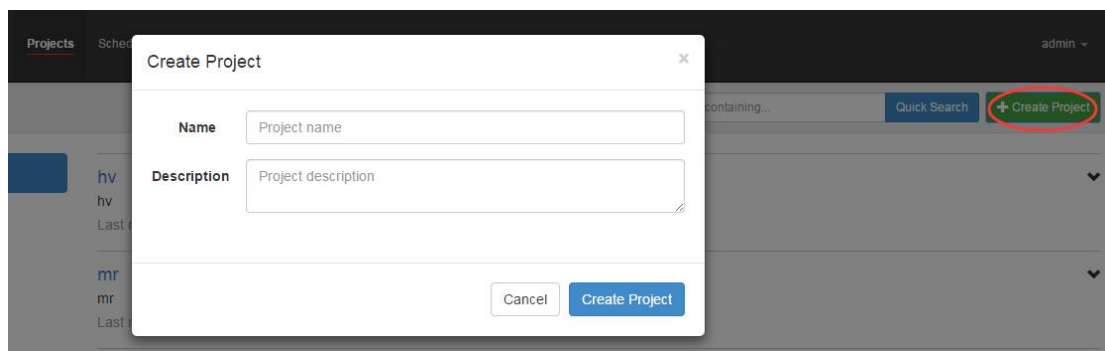 Projects Sched admin
Create Project ×
containing... Quick Search + Create Project
Name Project name
Description Project description
hv
hv
Last
mr
mr
Last
Cancel Create Project